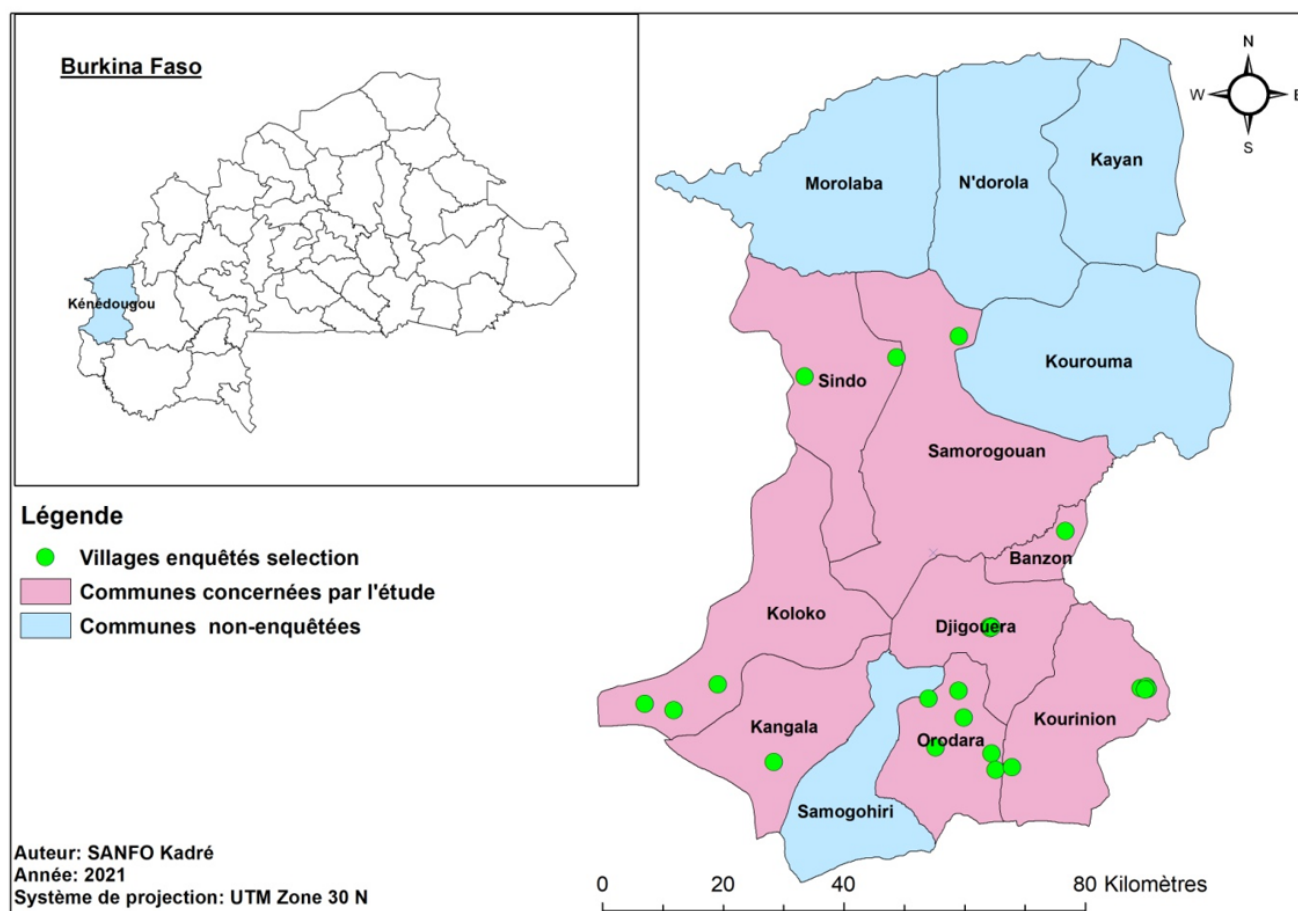 Burkina Faso
Kénédougou
N
W
E
S
Morolaba
N'dorola
Kayan
Kourouma
Sindo
Samorogouan
Banzon
Koloko
Djigouera
Kangala
Orodara
Kourinion
Samogohiri
Légende
Villages enquêtés selection
Communes concernées par l'étude
Communes non-enquêtées
Auteur: SANFO Kadré
Année: 2021
Système de projection: UTM Zone 30 N
0 20 40 80 Kilomètres